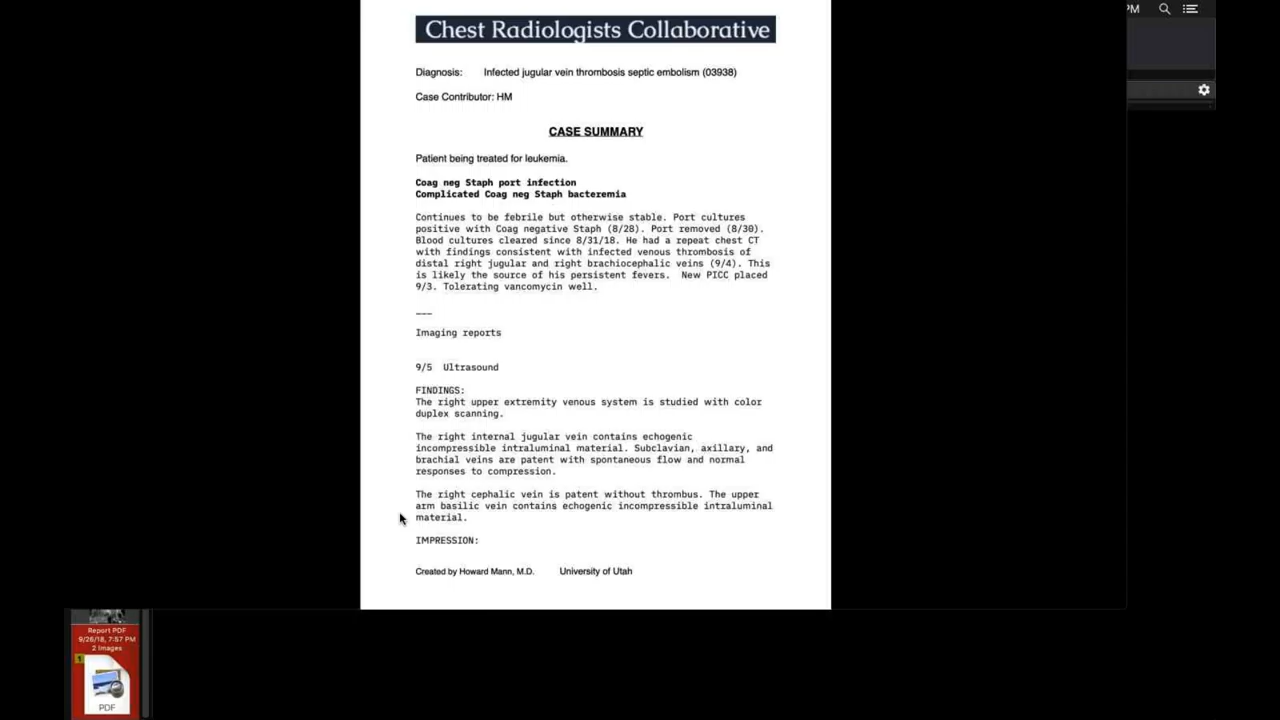 PM
Chest Radiologists Collaborative
Diagnosis: Infected jugular vein thrombosis septic embolism (03938)
Case Contributor: HM
CASE SUMMARY
Patient being treated for leukemia.
Coag neg Staph port infection
Complicated Coag neg Staph bacteremia
Continues to be febrile but otherwise stable. Port cultures
positive with Coag negative Staph (8/28). Port removed (8/30).
Blood cultures cleared since 8/31/18. He had a repeat chest CT
with findings consistent with infected venous thrombosis of
distal right jugular and right brachiocephalic veins (9/4). This
is likely the source of his persistent fevers. New PICC placed
9/3. Tolerating vancomycin well.
___
Imaging reports
9/5 Ultrasound
FINDINGS:
The right upper extremity venous system is studied with color
duplex scanning.
The right internal jugular vein contains echogenic
incompressible intraluminal material. Subclavian, axillary, and
brachial veins are patent with spontaneous flow and normal
responses to compression.
The right cephalic vein is patent without thrombus. The upper
arm basilic vein contains echogenic incompressible intraluminal
material.
IMPRESSION:
Created by Howard Mann, M.D. University of Utah
Report PDF
9/26/18, 7:57 PM
2 Images
1
PDF